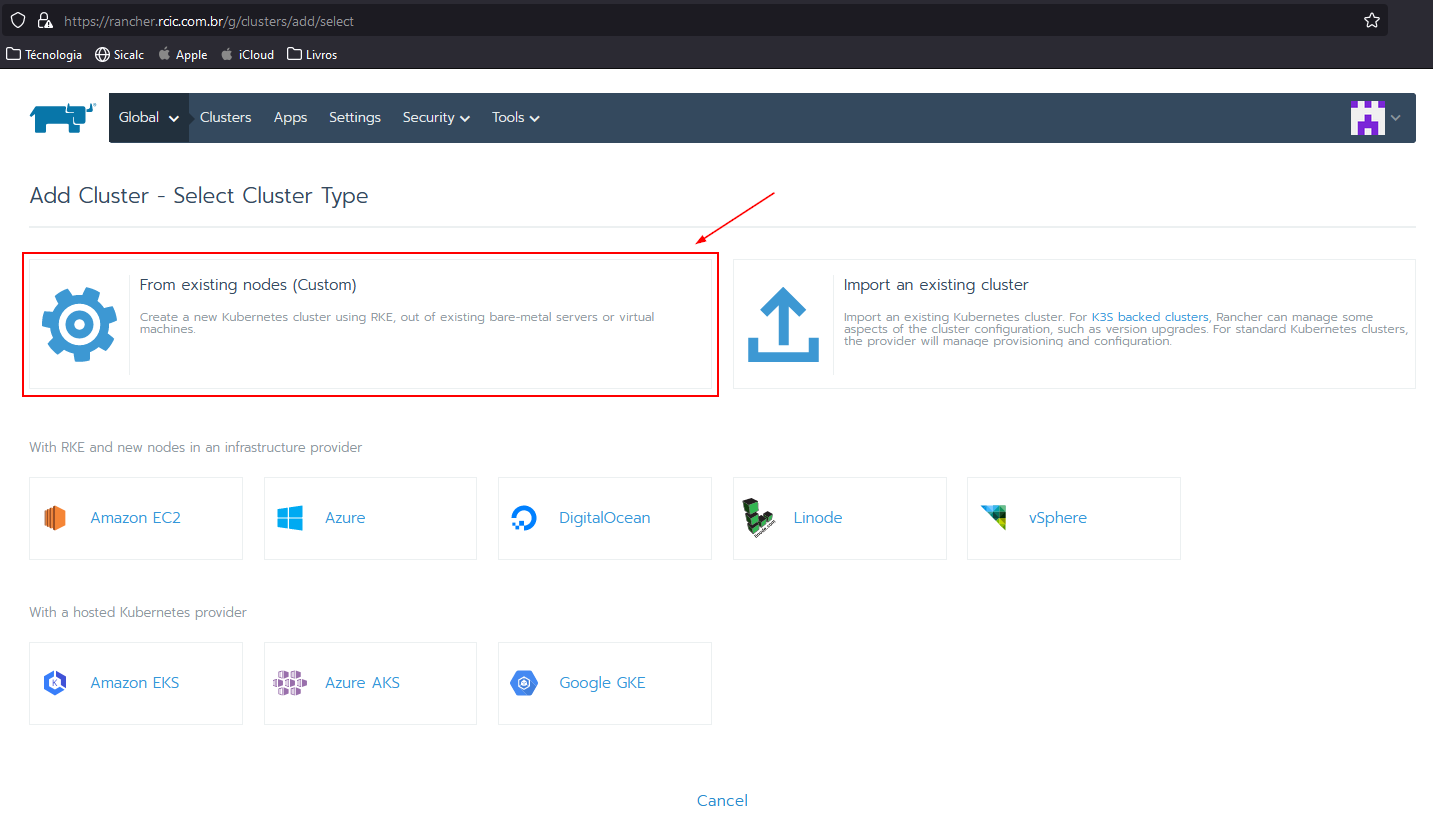 https://rancher.rcic.com.br/g/clusters/add/select
Técnologia Sicalc Apple iCloud Livros
Global Clusters Apps Settings Security Tools
Add Cluster - Select Cluster Type
From existing nodes (Custom)
Create a new Kubernetes cluster using RKE, out of existing bare-metal servers or virtual
machines.
Import an existing cluster
Import an existing Kubernetes cluster. For K3S backed clusters, Rancher can manage some
aspects of the cluster configuration, such as version upgrades. For standard Kubernetes clusters,
the provider will manage provisioning and configuration.
With RKE and new nodes in an infrastructure provider
Amazon EC2
Azure
DigitalOcean
linode.com
Linode
vSphere
With a hosted Kubernetes provider
K
Amazon EKS
Azure AKS
Google GKE
Cancel